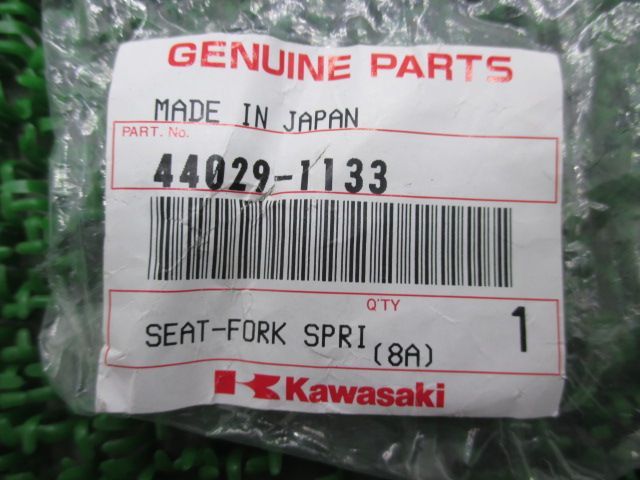 GENUINE PARTS
MADE IN JAPAN
PART. No.
44029-1133
Q'TY
SEAT-FORK SPRI (8A) 1
Kawasaki